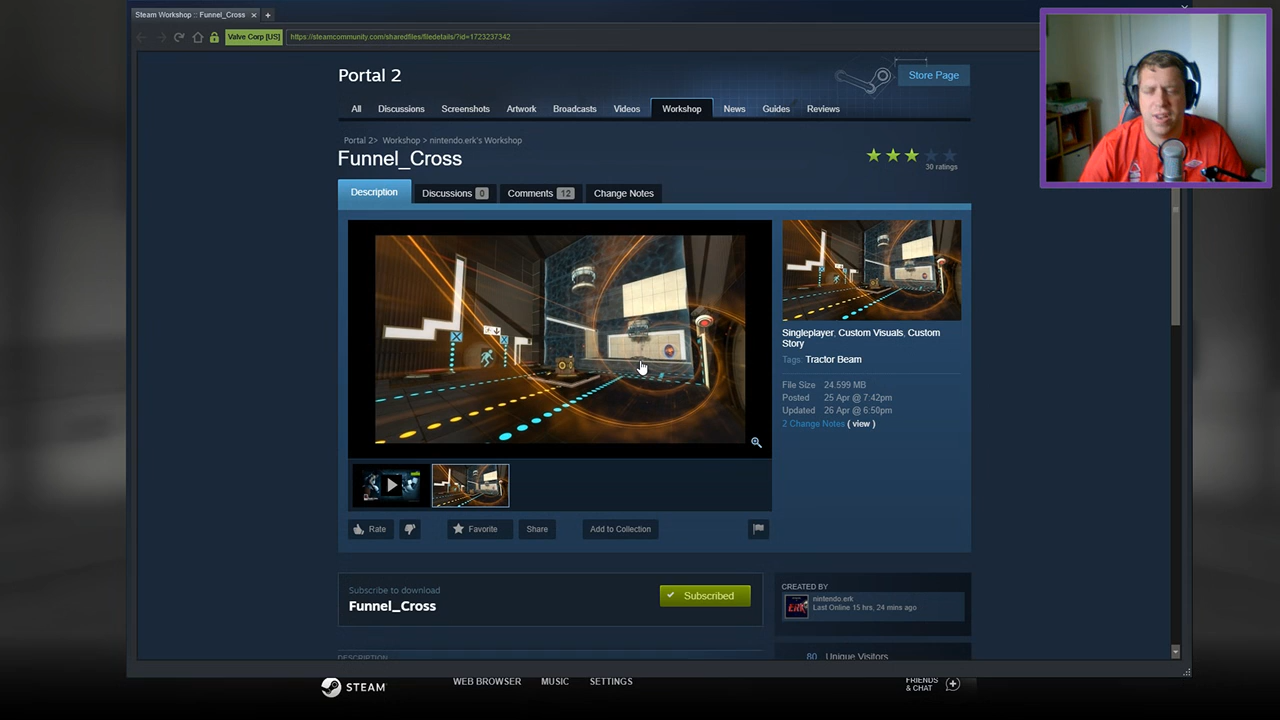 Steam Workshop :: Funnel_Cross
Valve Corp [US]
https://steamcommunity.com/sharedfiles/filedetails/?id=1723237342
Portal 2
Store Page
All Discussions Screenshots Artwork Broadcasts Videos Workshop News Guides Reviews
Portal 2 > Workshop > nintendo.erk's Workshop
Funnel_Cross
30 ratings
Description Discussions 0 Comments 12 Change Notes
Singleplayer, Custom Visuals, Custom
Story
Tags: Tractor Beam
File Size 24.599 MB
Posted 25 Apr @ 7:42pm
Updated 26 Apr @ 6:50pm
2 Change Notes ( view )
Rate Favorite Share Add to Collection
Subscribe to download
Funnel_Cross
Subscribed
CREATED BY
nintendo.erk
Last Online 15 hrs, 24 mins ago
DESCRIPTION
80 Unique Visitors
STEAM
WEB BROWSER MUSIC SETTINGS
FRIENDS
& CHAT